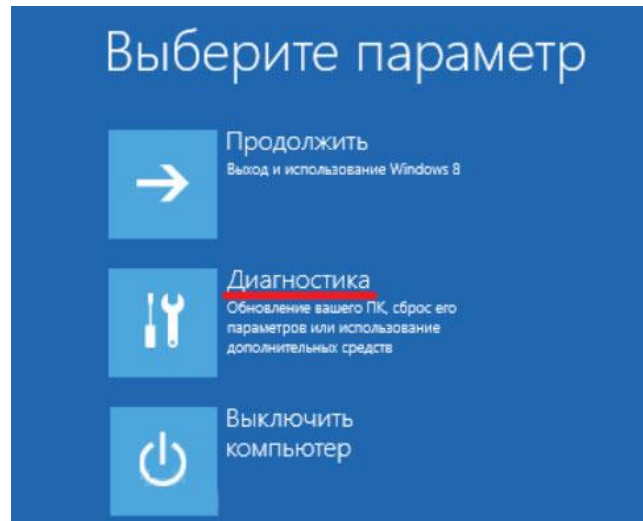 Выберите параметр
Продолжить
Выход и использование Windows 8
Диагностика
Обновление вашего ПК, сброс его
параметров или использование
дополнительных средств
Выключить
компьютер